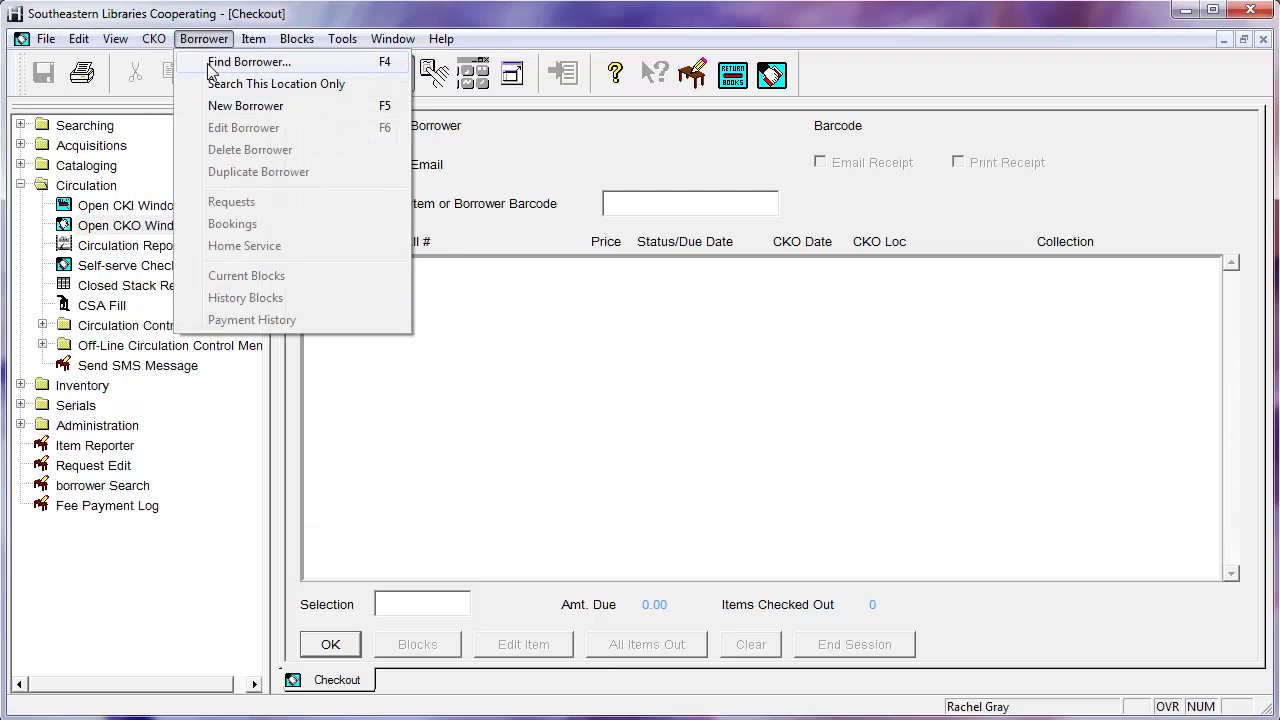 Southeastern Libraries Cooperating - [Checkout]
File Edit View CKO Borrower Item Blocks Tools Window Help
Find Borrower... F4
Search This Location Only
New Borrower F5
Edit Borrower F6
Delete Borrower
Duplicate Borrower
Requests
Bookings
Home Service
Current Blocks
History Blocks
Payment History
RETURN BOOKS
Searching
Acquisitions
Cataloging
Circulation
Open CKI Windo
Open CKO Wind
Circulation Repo
Self-serve Check
Closed Stack Re
CSA Fill
Circulation Contr
Off-Line Circulation Control Men
Send SMS Message
Inventory
Serials
Administration
Item Reporter
Request Edit
borrower Search
Fee Payment Log
Borrower Barcode
Email Email Receipt Print Receipt
tem or Borrower Barcode
ll # Price Status/Due Date CKO Date CKO Loc Collection
Selection Amt. Due 0.00 Items Checked Out 0
OK Blocks Edit Item All Items Out Clear End Session
Checkout
Rachel Gray OVR NUM